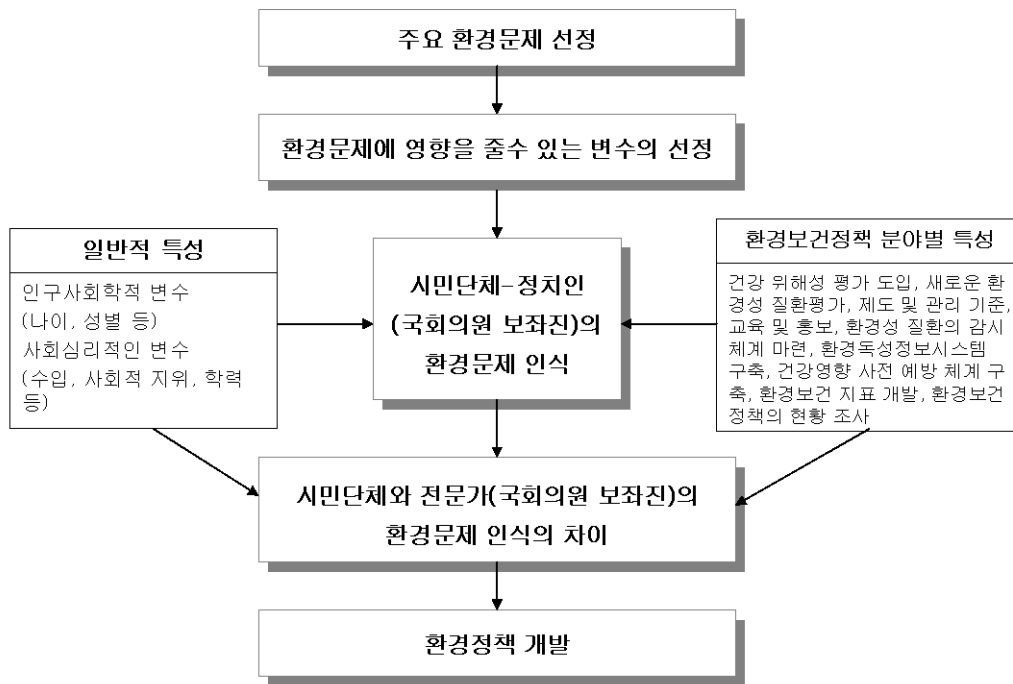 주요 환경문제 선정
환경문제에 영향을 줄수 있는 변수의 선정
일반적 특성
인구사회학적 변수
(나이, 성별 등)
사회심리적인 변수
(수입, 사회적 지위, 학력
등)
시민단체-정치인
(국회의원 보좌진)의
환경문제 인식
환경보건정책 분야별 특성
건강 위해성 평가 도입, 새로운 환
경성 질환평가, 제도 및 관리 기준,
교육 및 홍보, 환경성 질환의 감시
체계 마련, 환경독성정보시스템
구축, 건강영향 사전 예방 체계 구
축, 환경보건 지표 개발, 환경보건
정책의 현황 조사
시민단체와 전문가(국회의원 보좌진)의
환경문제 인식의 차이
환경정책 개발